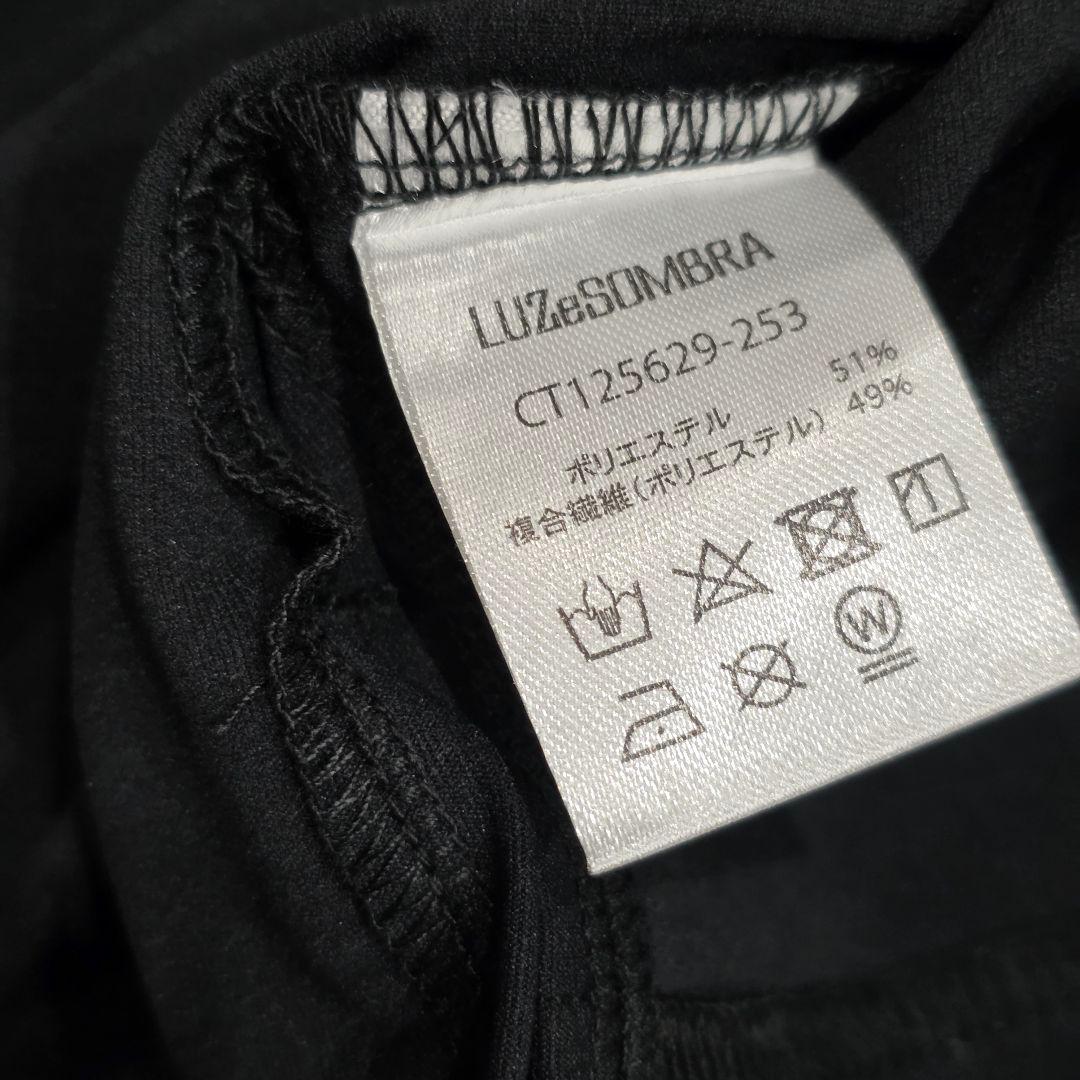 LUZeSOMBRA
CT125629-253
ポリエステル 51%
複合繊維(ポリエステル) 49%
W